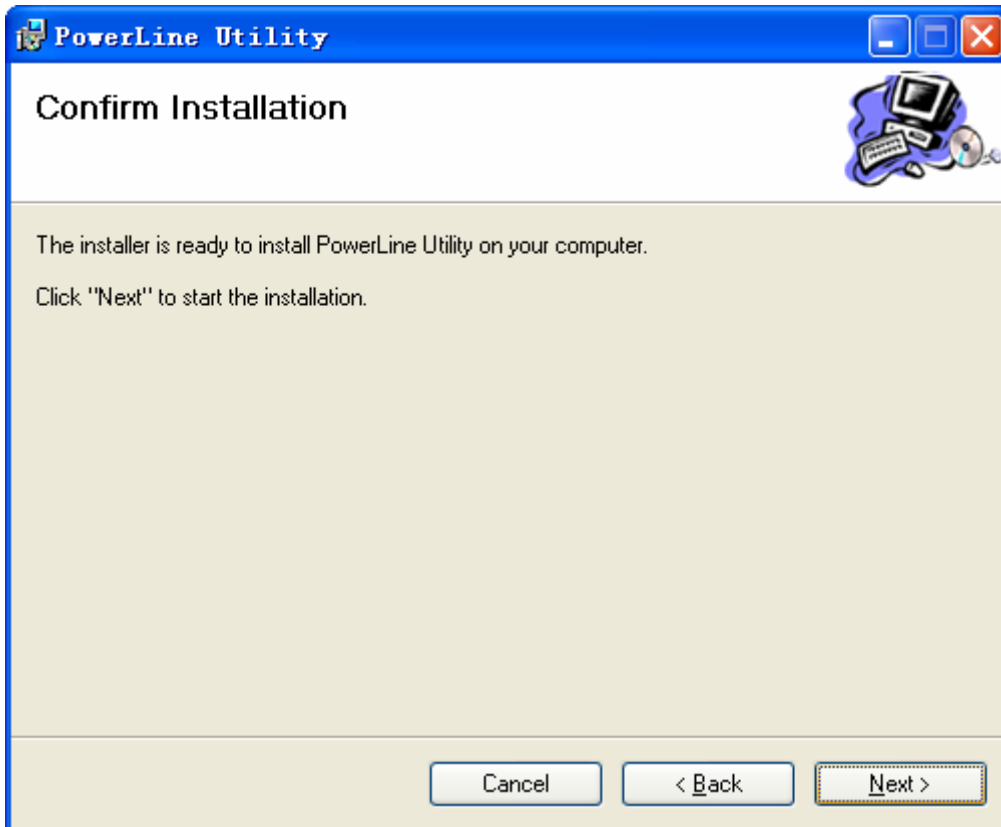 PowerLine Utility
Confirm Installation
The installer is ready to install PowerLine Utility on your computer.
Click "Next" to start the installation.
Cancel
< Back
Next >